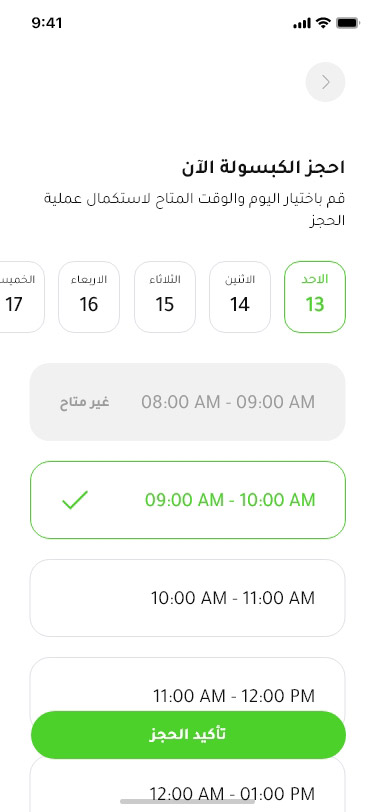 9:41
احجز الكبسولة الآن
قم باختيار اليوم والوقت المتاح لاستكمال عملية
الحجز
الاحد
13
الاثنين
14
الثلاثاء
15
الاربعاء
16
الخميس
17
08:00 AM - 09:00 AM
غير متاح
09:00 AM - 10:00 AM
10:00 AM - 11:00 AM
11:00 AM - 12:00 PM
تأكيد الحجز
12:00 AM - 01:00 PM